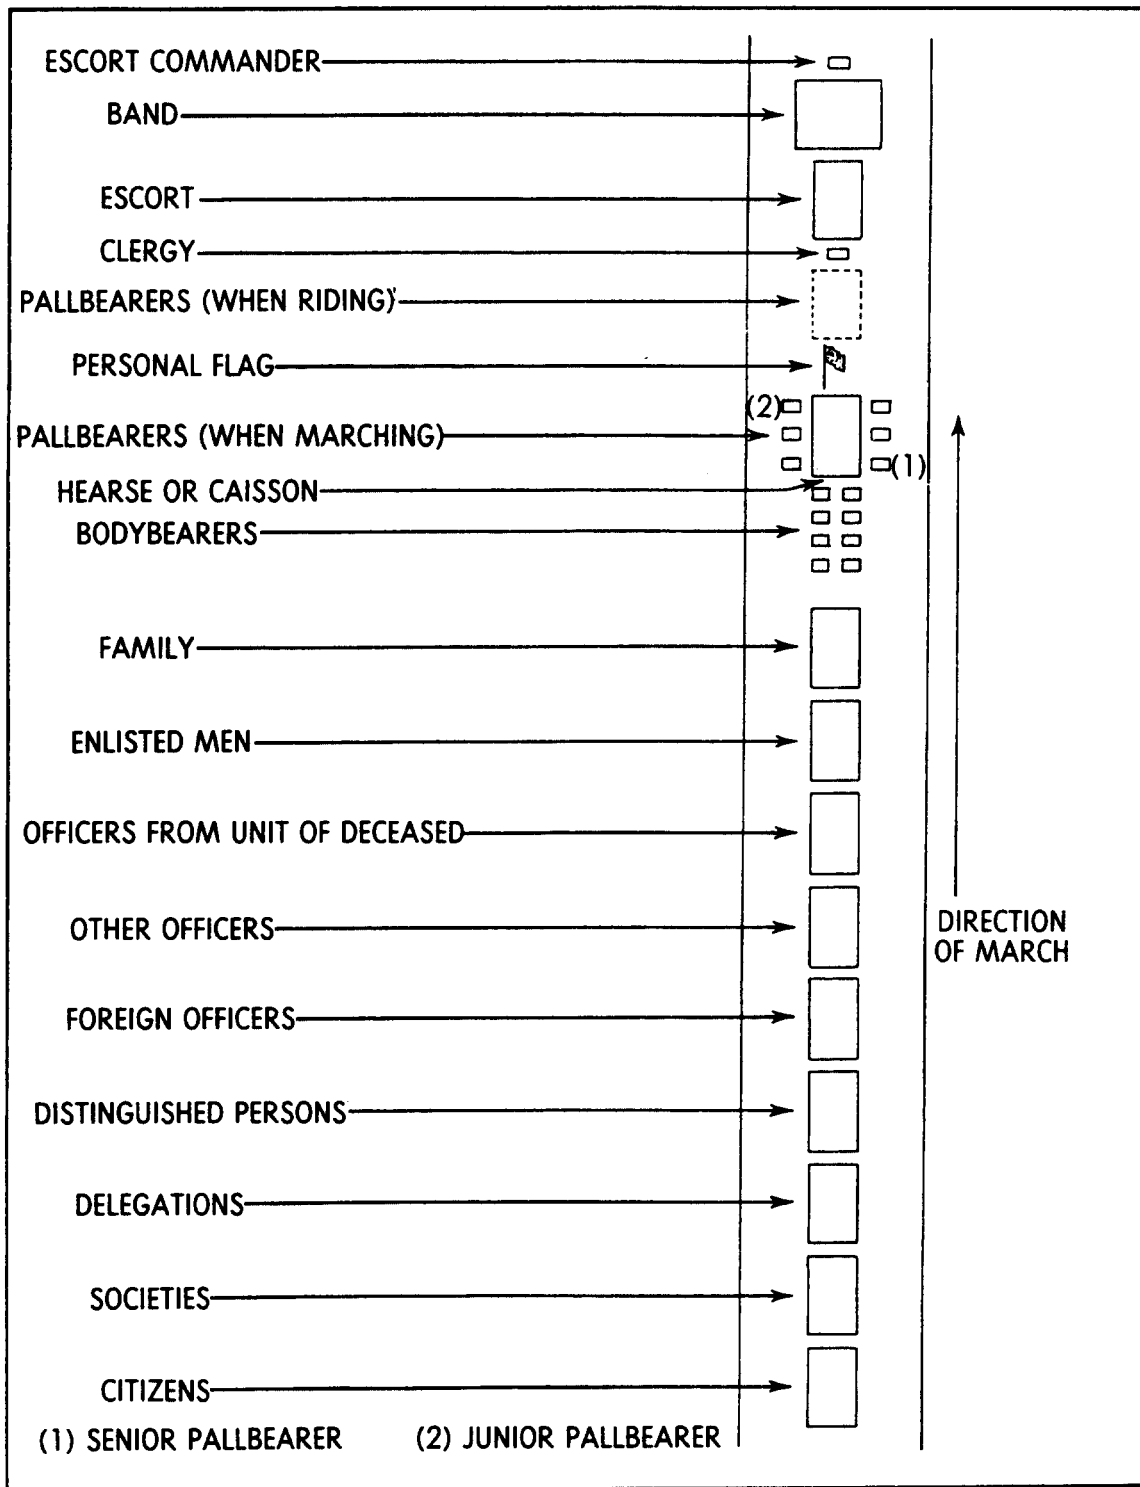 ESCORT COMMANDER
BAND
ESCORT
CLERGY
PALLBEARERS (WHEN RIDING)
PERSONAL FLAG
(2)
PALLBEARERS (WHEN MARCHING)
(1)
HEARSE OR CAISSON
BODYBEARERS
FAMILY
ENLISTED MEN
OFFICERS FROM UNIT OF DECEASED
OTHER OFFICERS
DIRECTION
OF MARCH
FOREIGN OFFICERS
DISTINGUISHED PERSONS
DELEGATIONS
SOCIETIES
CITIZENS
(1) SENIOR PALLBEARER (2) JUNIOR PALLBEARER